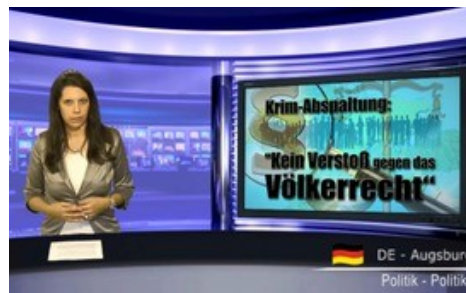 Krim-Abspaltung:
"Kein Verstoß gegen das
Völkerrecht“
DE - Augsbur
Politik - Politik